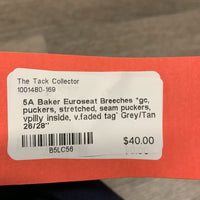 The Tack Collector
1001480-169
5A Baker Euroseat Breeches *gc,
puckers, stretched, seam puckers,
vpilly inside, v.faded tag* Grey/Tan
26/28"
$40.00
B5LC56